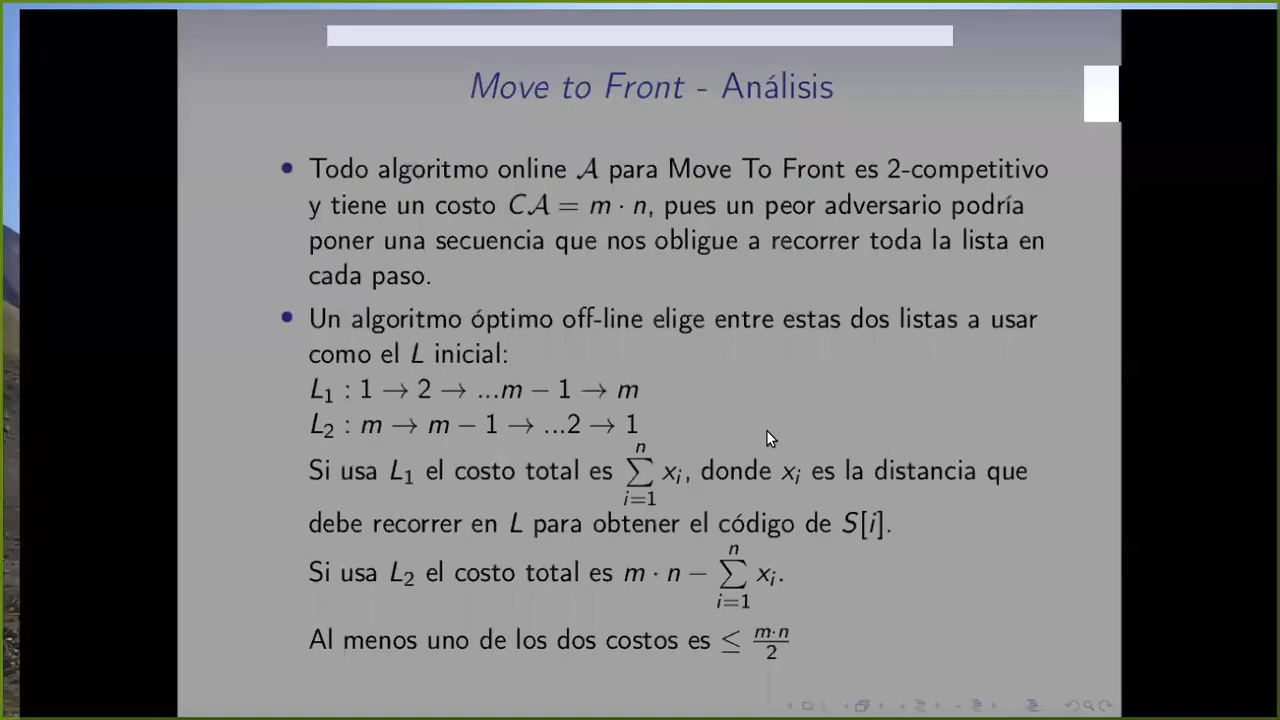 Move to Front - Análisis
• Todo algoritmo online 𝒜 para Move To Front es 2-competitivo
y tiene un costo C𝒜 = m · n, pues un peor adversario podría
poner una secuencia que nos obligue a recorrer toda la lista en
cada paso.
• Un algoritmo óptimo off-line elige entre estas dos listas a usar
como el L inicial:
L₁ : 1 → 2 → ...m − 1 → m
L₂ : m → m − 1 → ...2 → 1
Si usa L₁ el costo total es ∑_{i=1}^{n} xᵢ, donde xᵢ es la distancia que
debe recorrer en L para obtener el código de S[i].
Si usa L₂ el costo total es m · n − ∑_{i=1}^{n} xᵢ.
Al menos uno de los dos costos es ≤ m·n/2